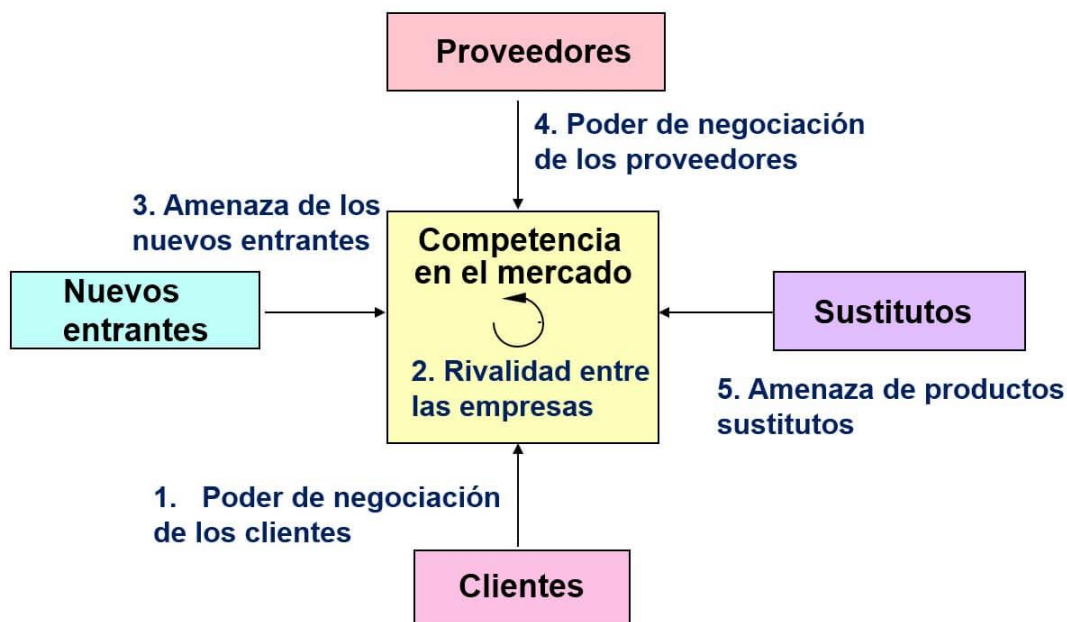 Proveedores
4. Poder de negociación
de los proveedores
3. Amenaza de los
nuevos entrantes
Competencia
en el mercado
Nuevos
entrantes
Sustitutos
2. Rivalidad entre
las empresas
5. Amenaza de productos
sustitutos
1. Poder de negociación
de los clientes
Clientes